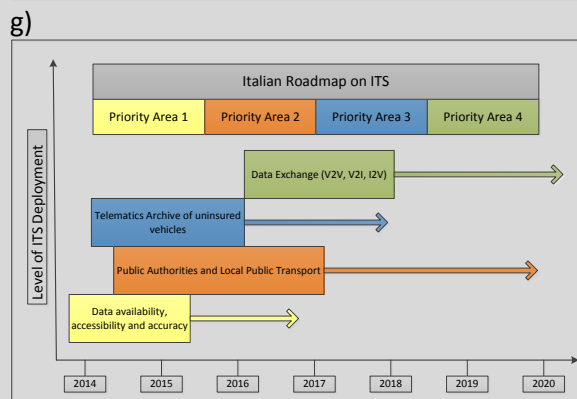 g)
Italian Roadmap on ITS
Priority Area 1 Priority Area 2 Priority Area 3 Priority Area 4
Level of ITS Deployment
Data Exchange (V2V, V2I, I2V)
Telematics Archive of uninsured
vehicles
Public Authorities and Local Public Transport
Data availability,
accessibility and accuracy
2014 2015 2016 2017 2018 2019 2020